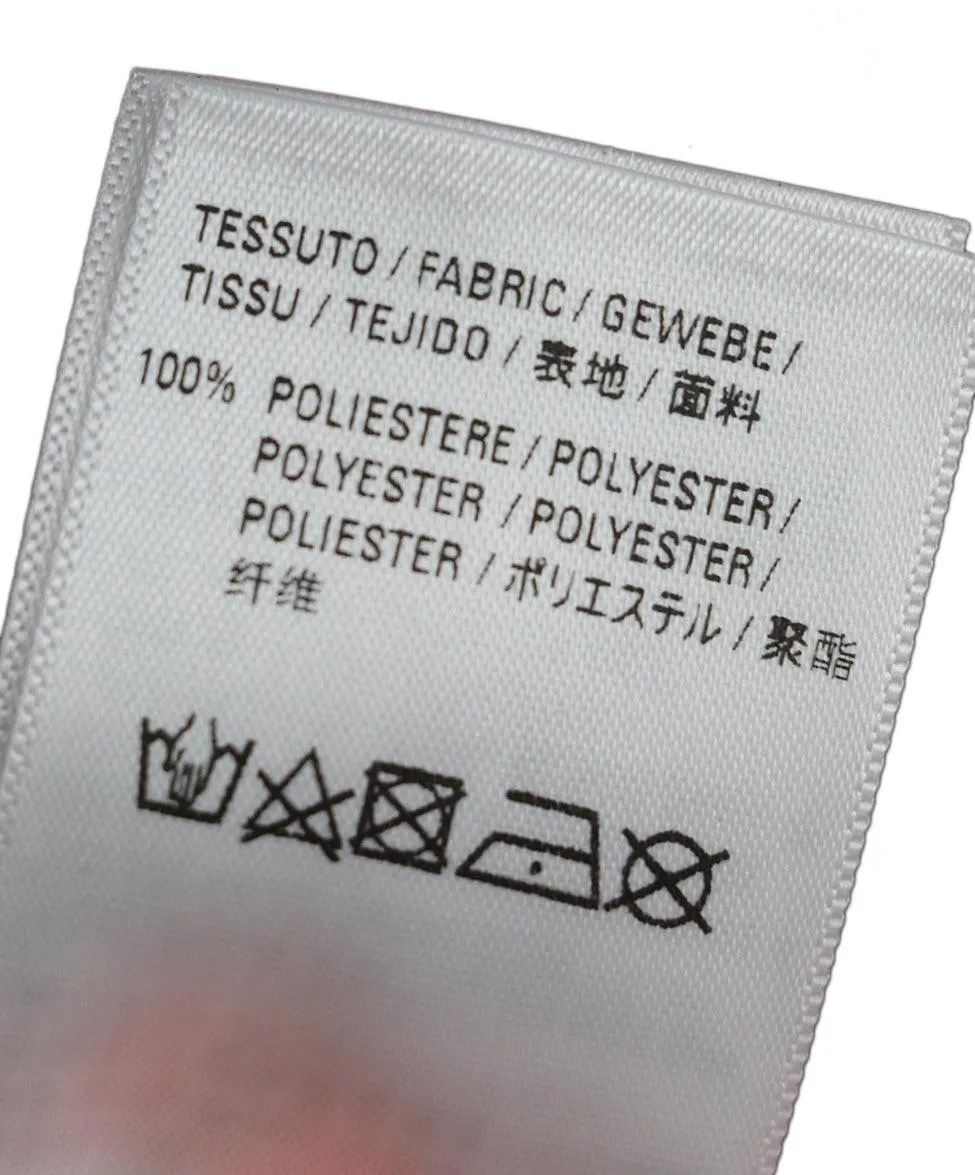 TESSUTO / FABRIC / GEWEBE /
TISSU / TEJIDO / 表地 / 面料
100% POLIESTERE / POLYESTER /
POLYESTER / POLYESTER /
POLIESTER / ポリエステル / 聚酯
纤维